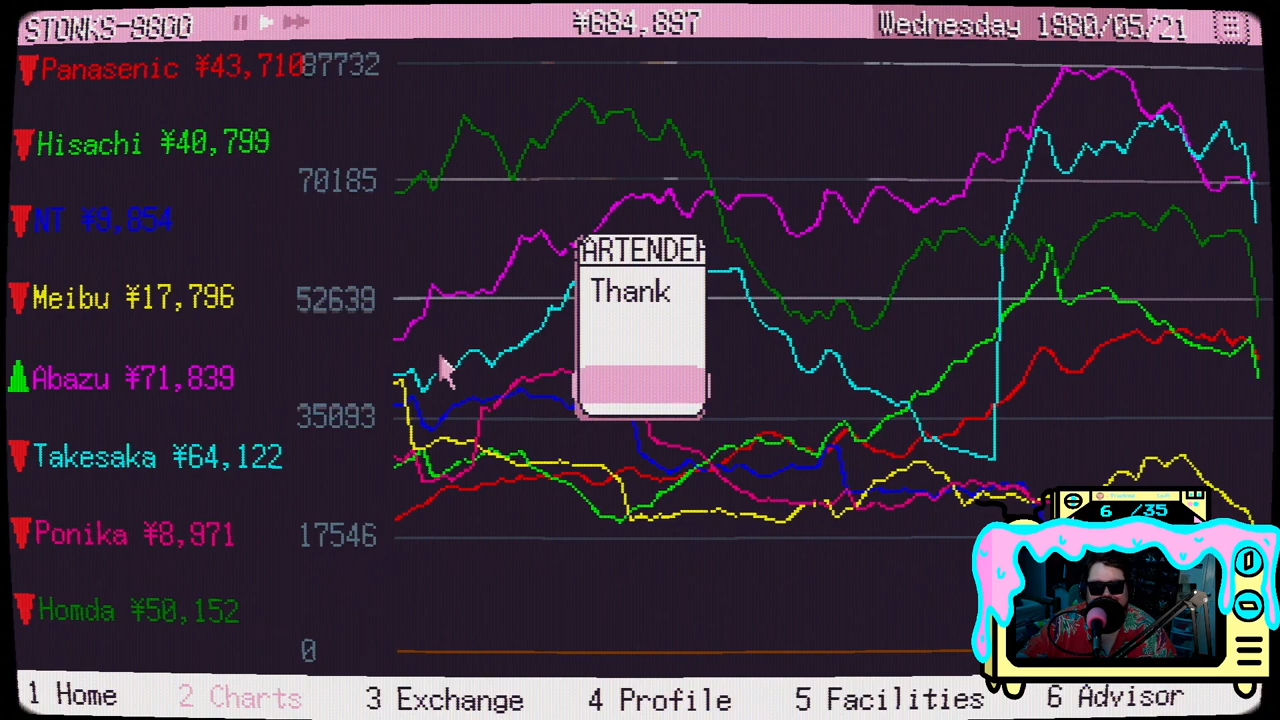 STONKS-9800
¥684,897
Wednesday 1980/05/21
Panasenic ¥43,710
Hisachi ¥40,799
NT ¥9,854
Meibu ¥17,796
Abazu ¥71,839
Takesaka ¥64,122
Ponika ¥8,971
Homda ¥50,152
87732
70185
52639
35093
17546
0
ARTENDER
Thank
6 /35
1 Home
2 Charts
3 Exchange
4 Profile
5 Facilities
6 Advisor